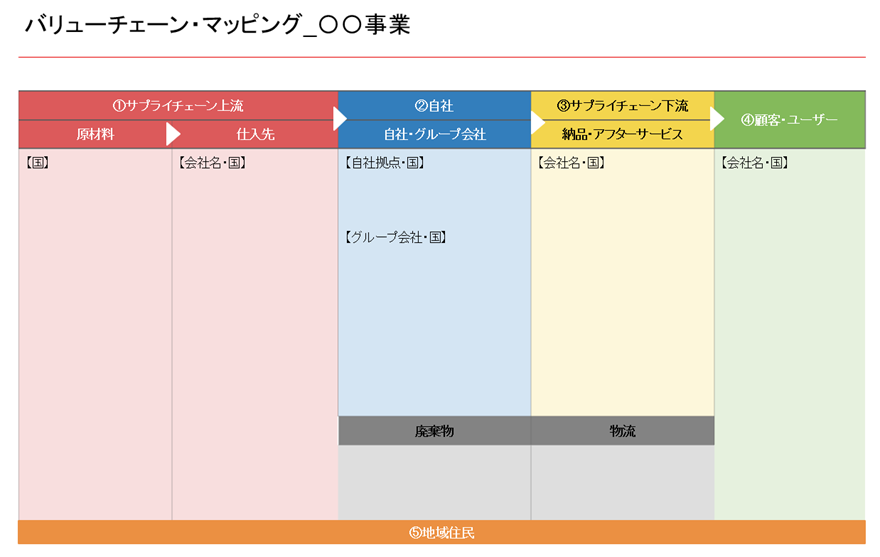 バリューチェーン・マッピング_〇〇事業
①サプライチェーン上流
②自社
③サプライチェーン下流
④顧客・ユーザー
原材料
仕入先
自社・グループ会社
納品・アフターサービス
【国】
【会社名・国】
【自社拠点・国】
【会社名・国】
【会社名・国】
【グループ会社・国】
廃棄物
物流
⑤地域住民